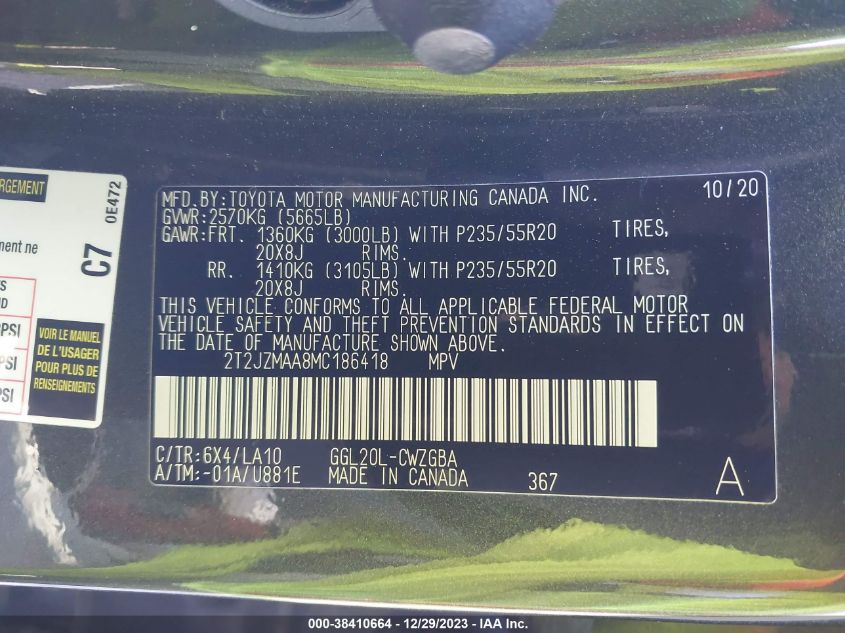 RGEMENT
ment ne
C7
0E472
S
ND
PSI
PSI
PSI
VOIR LE MANUEL
DE L'USAGER
POUR PLUS DE
RENSEIGNEMENTS
MFD.BY:TOYOTA MOTOR MANUFACTURING CANADA INC. 10/20
GVWR:2570KG (5665LB)
GAWR:FRT. 1360KG (3000LB) WITH P235/55R20 TIRES,
20X8J RIMS.
RR. 1410KG (3105LB) WITH P235/55R20 TIRES,
20X8J RIMS.
THIS VEHICLE CONFORMS TO ALL APPLICABLE FEDERAL MOTOR
VEHICLE SAFETY AND THEFT PREVENTION STANDARDS IN EFFECT ON
THE DATE OF MANUFACTURE SHOWN ABOVE.
2T2JZMAA8MC186418 MPV
C/TR:6X4/LA10 GGL20L-CWZGBA
A/TM:-01A/U881E MADE IN CANADA 367 A
000-38410664 - 12/29/2023 - IAA Inc.